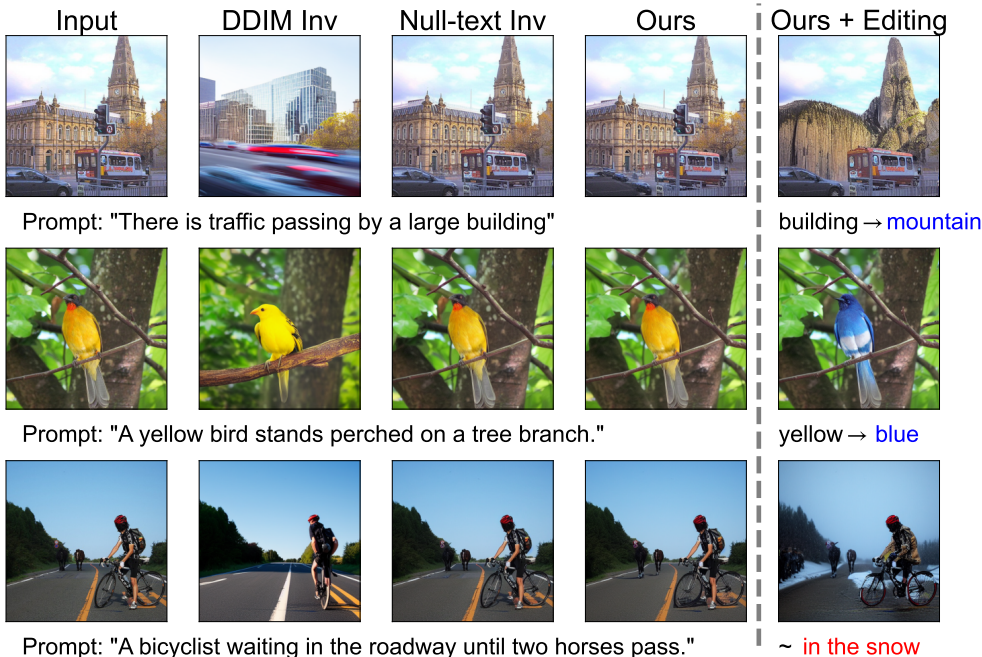 Input DDIM Inv Null-text Inv Ours Ours + Editing
Prompt: "There is traffic passing by a large building" building → mountain
Prompt: "A yellow bird stands perched on a tree branch." yellow → blue
Prompt: "A bicyclist waiting in the roadway until two horses pass." ~ in the snow